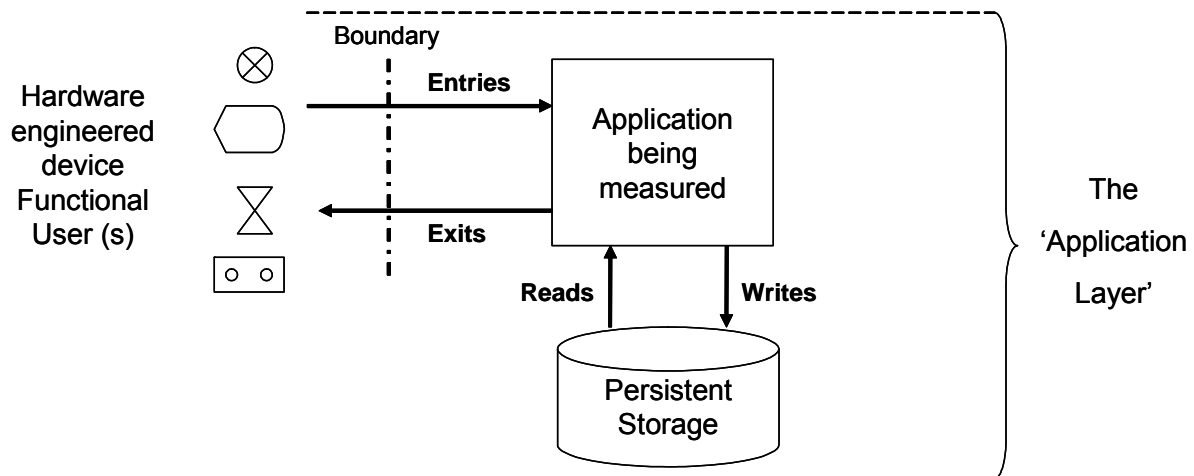 Boundary
Hardware
engineered
device
Functional
User (s)
Entries
Exits
Application
being
measured
Reads
Writes
Persistent
Storage
The
‘Application
Layer’